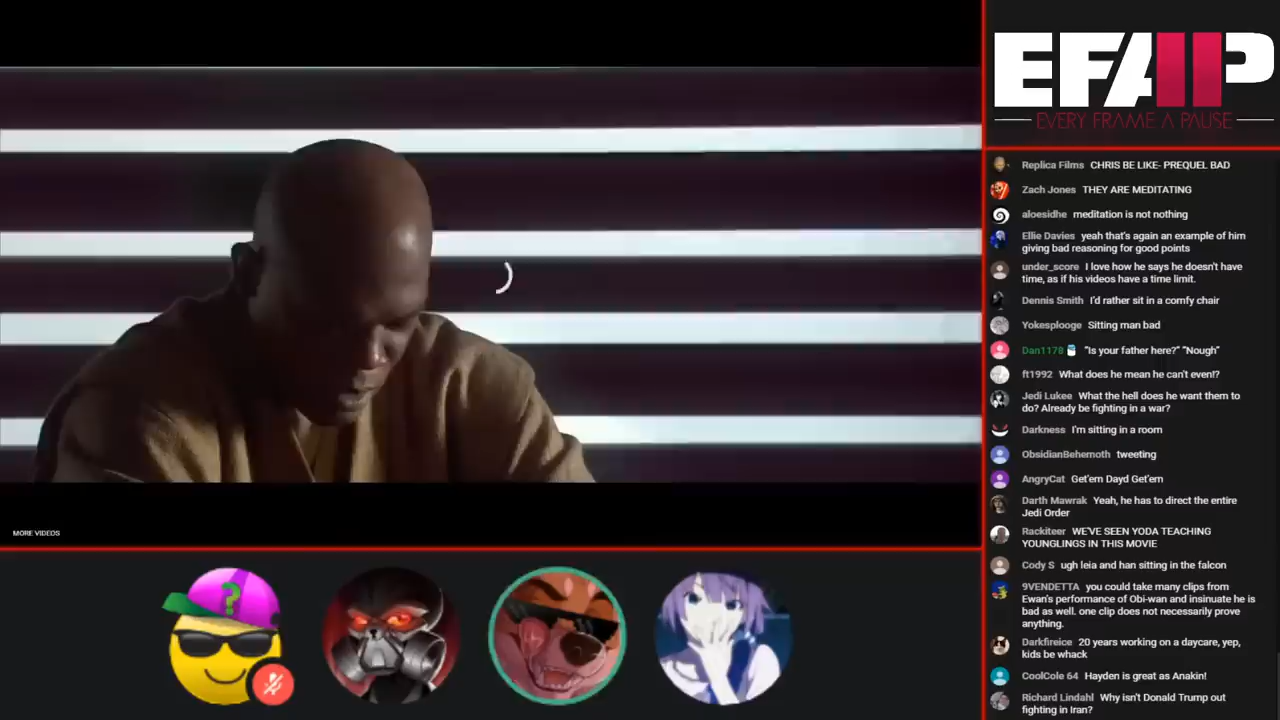 EFAP
EVERY FRAME A PAUSE
Replica Films CHRIS BE LIKE- PREQUEL BAD
Zach Jones THEY ARE MEDITATING
aloesidhe meditation is not nothing
Ellie Davies yeah that's again an example of him
giving bad reasoning for good points
under_score I love how he says he doesn't have
time, as if his videos have a time limit.
Dennis Smith I'd rather sit in a comfy chair
Yokesplooge Sitting man bad
Dan1178 "Is your father here?" "Nough"
ft1992 What does he mean he can't even!?
Jedi Lukee What the hell does he want them to
do? Already be fighting in a war?
Darkness I'm sitting in a room
ObsidianBehemoth tweeting
AngryCat Get'em Dayd Get'em
Darth Mawrak Yeah, he has to direct the entire
Jedi Order
Rackiteer WE'VE SEEN YODA TEACHING
YOUNGLINGS IN THIS MOVIE
Cody S ugh leia and han sitting in the falcon
9VENDETTA you could take many clips from
Ewan's performance of Obi-wan and insinuate he is
bad as well. one clip does not necessarily prove
anything.
Darkfireice 20 years working on a daycare, yep,
kids be whack
CoolCole 64 Hayden is great as Anakin!
Richard Lindahl Why isn't Donald Trump out
fighting in Iran?
MORE VIDEOS
?